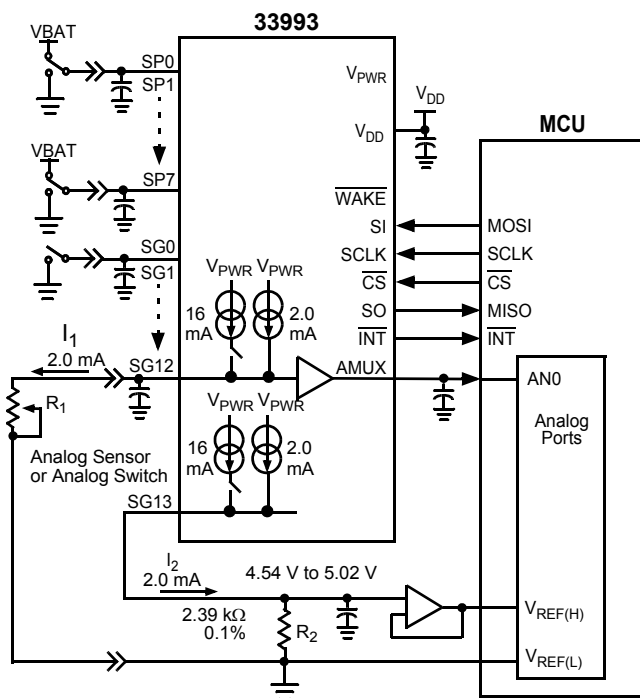 33993
VBAT
SP0
SP1
VPWR
VDD
VDD
MCU
VBAT
SP7
WAKE
SI
MOSI
SG0
SG1
SCLK
SCLK
VPWR VPWR
CS
CS
16 mA
2.0 mA
SO
MISO
INT
INT
I1
2.0 mA
SG12
AMUX
AN0
R1
VPWR VPWR
Analog Ports
Analog Sensor
or Analog Switch
16 mA
2.0 mA
SG13
I2
2.0 mA
4.54 V to 5.02 V
2.39 kΩ
0.1%
R2
VREF(H)
VREF(L)